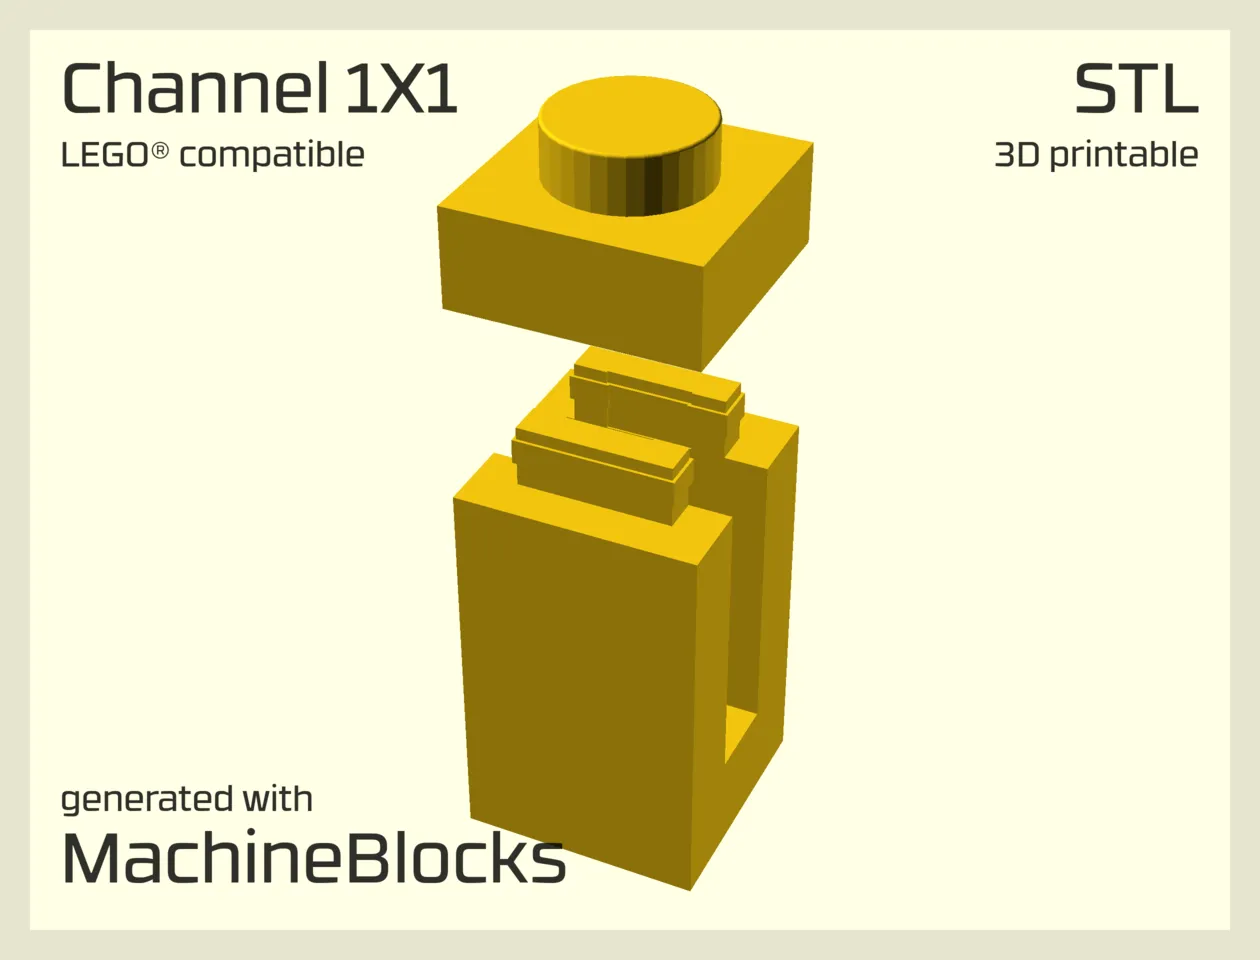 Channel 1X1
LEGO® compatible
STL
3D printable
generated with
MachineBlocks